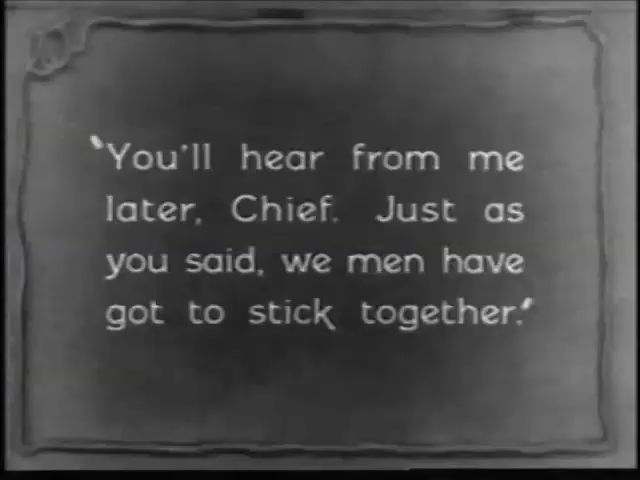 "You'll hear from me
later, Chief. Just as
you said, we men have
got to stick together."